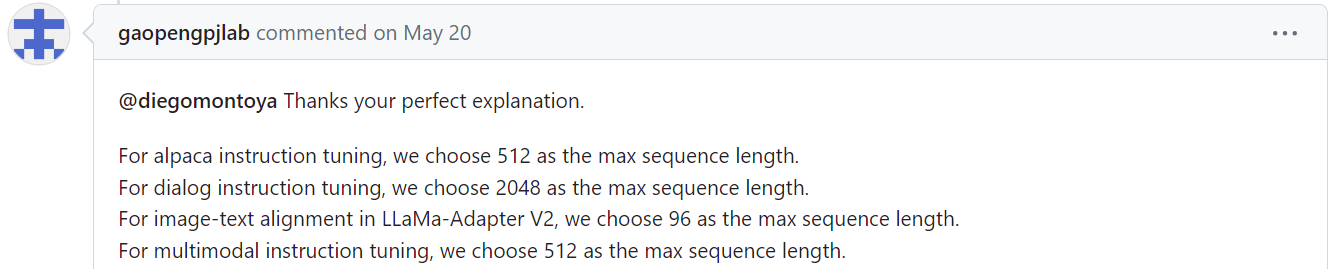 gaopengpjlab commented on May 20
@diegomontoya Thanks your perfect explanation.
For alpaca instruction tuning, we choose 512 as the max sequence length.
For dialog instruction tuning, we choose 2048 as the max sequence length.
For image-text alignment in LLaMa-Adapter V2, we choose 96 as the max sequence length.
For multimodal instruction tuning, we choose 512 as the max sequence length.